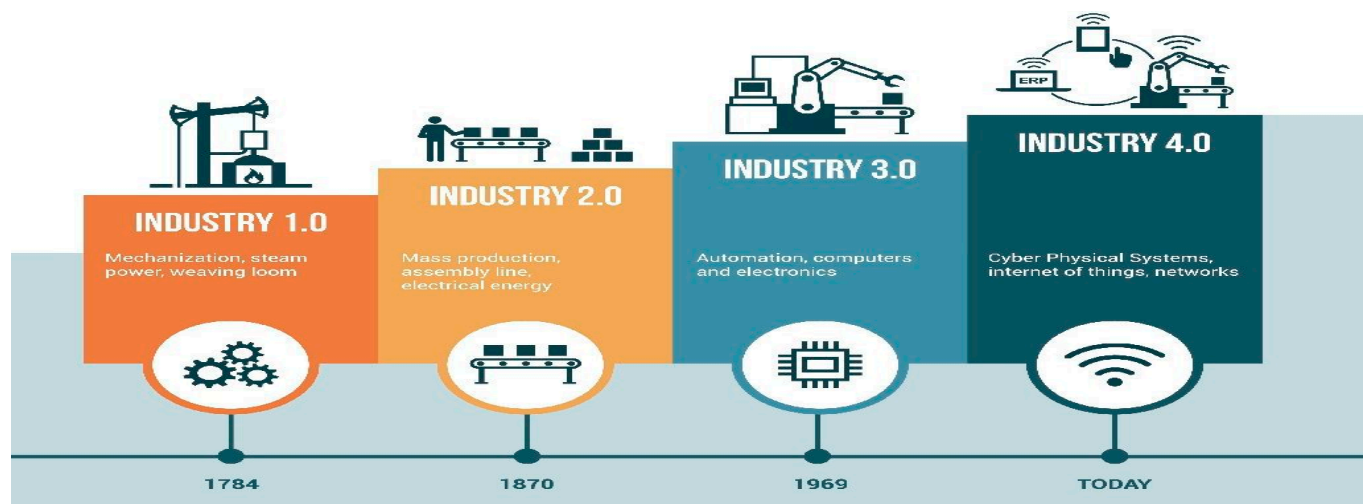 ERP
INDUSTRY 1.0
Mechanization, steam
power, weaving loom
1784
INDUSTRY 2.0
Mass production,
assembly line,
electrical energy
1870
INDUSTRY 3.0
Automation, computers
and electronics
1969
INDUSTRY 4.0
Cyber Physical Systems,
internet of things, networks
TODAY